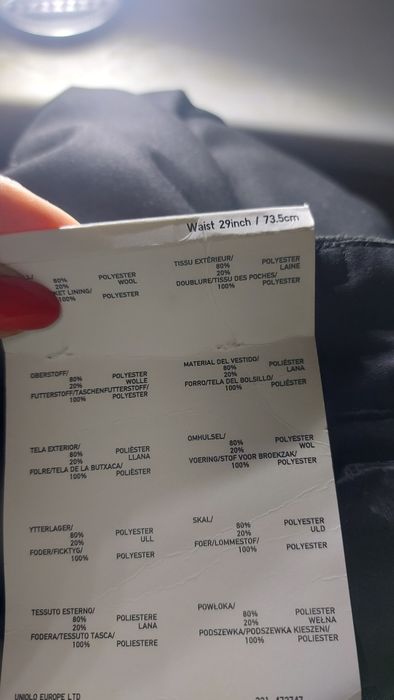 Waist 29inch / 73.5cm
80% POLYESTER
20% WOOL
KET LINING/
100% POLYESTER
TISSU EXTÉRIEUR/
80% POLYESTER
20% LAINE
DOUBLURE/TISSU DES POCHES/
100% POLYESTER
OBERSTOFF/
80% POLYESTER
20% WOLLE
FUTTERSTOFF/TASCHENFUTTERSTOFF/
100% POLYESTER
MATERIAL DEL VESTIDO/
80% POLIÉSTER
20% LANA
FORRO/TELA DEL BOLSILLO/
100% POLIÉSTER
TELA EXTERIOR/
80% POLIÈSTER
20% LLANA
FOLRE/TELA DE LA BUTXACA/
100% POLIÈSTER
OMHULSEL/
80% POLYESTER
20% WOL
VOERING/STOF VOOR BROEKZAK/
100% POLYESTER
YTTERLAGER/
80% POLYESTER
20% ULL
FODER/FICKTYG/
100% POLYESTER
SKAL/
80% POLYESTER
20% ULD
FOER/LOMMESTOF/
100% POLYESTER
TESSUTO ESTERNO/
80% POLIESTERE
20% LANA
FODERA/TESSUTO TASCA/
100% POLIESTERE
POWŁOKA/
80% POLIESTER
20% WEŁNA
PODSZEWKA/PODSZEWKA KIESZENI/
100% POLIESTER
UNIQLO EUROPE LTD